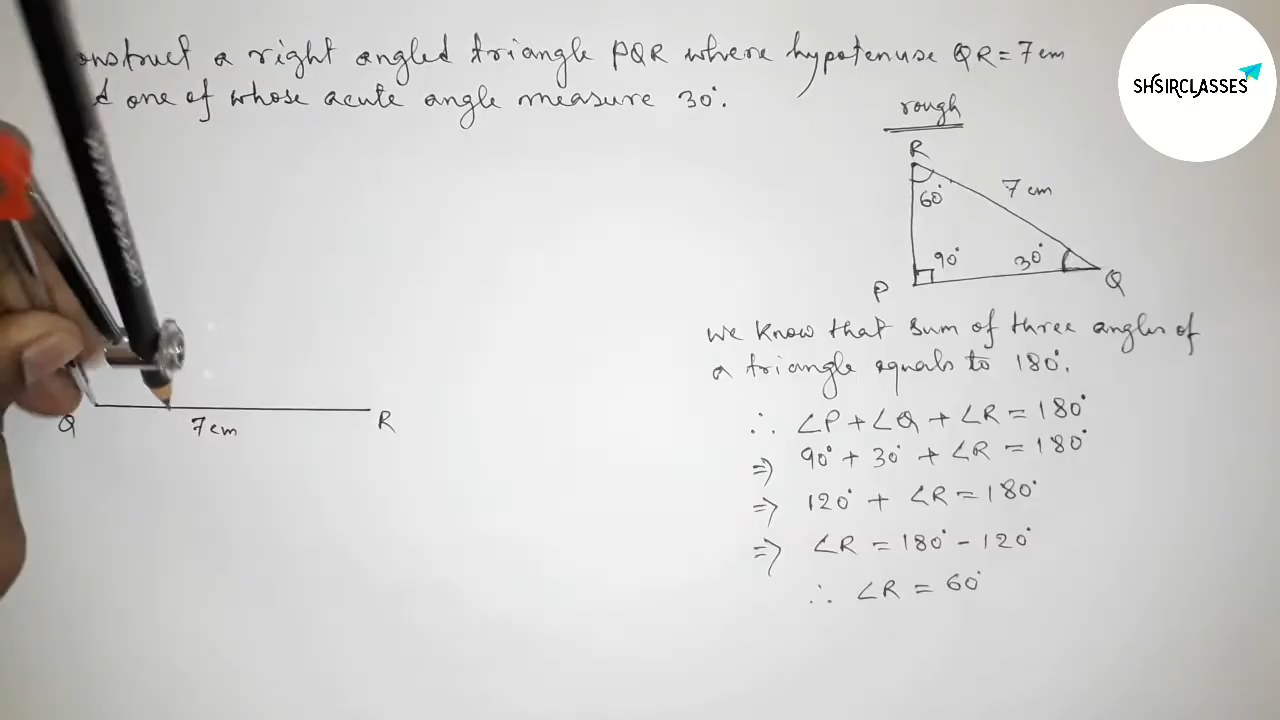 onstruct a right angled triangle PQR where hypotenuse QR = 7cm
one of whose acute angle measure 30°.
SHSIRCLASSES
rough
R
60°
7 cm
90°
30°
P
Q
we know that sum of three angles of
a triangle equals to 180°.
∴ ∠P + ∠Q + ∠R = 180°
⇒ 90° + 30° + ∠R = 180°
⇒ 120° + ∠R = 180°
⇒ ∠R = 180° - 120°
∴ ∠R = 60°
Q
7 cm
R